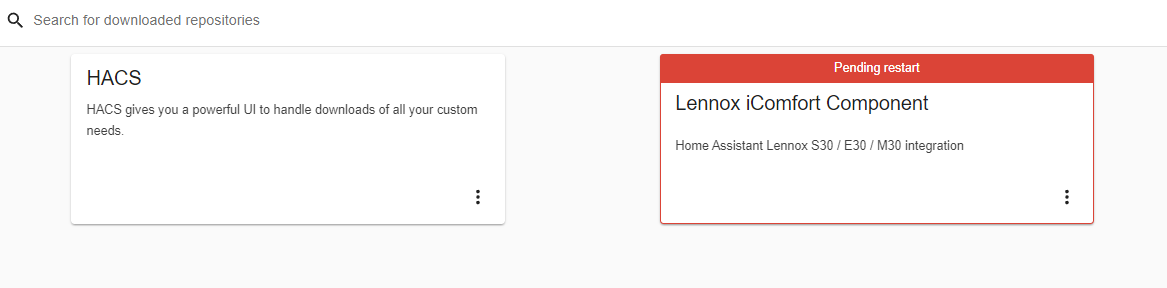 Search for downloaded repositories
HACS
HACS gives you a powerful UI to handle downloads of all your custom
needs.
Pending restart
Lennox iComfort Component
Home Assistant Lennox S30 / E30 / M30 integration